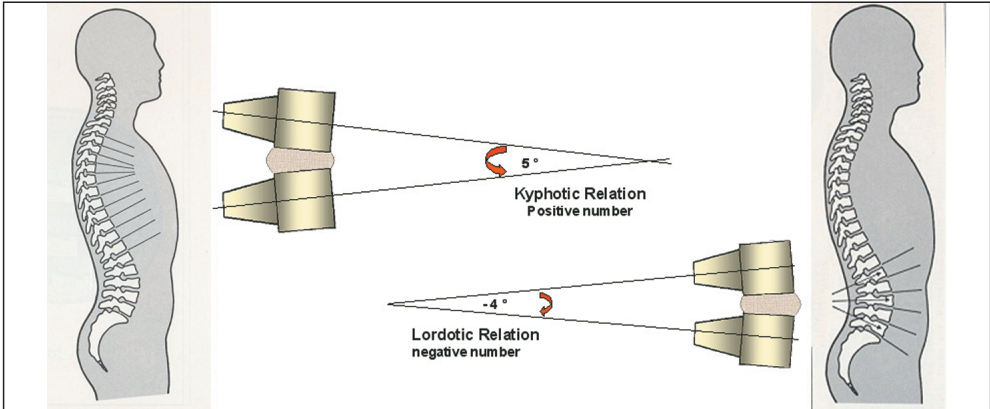 5 °
Kyphotic Relation
Positive number
-4 °
Lordotic Relation
negative number